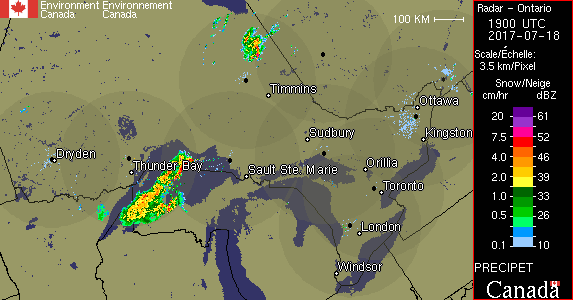 Environment Environnement
Canada Canada
100 KM
Timmins
Ottawa
Sudbury
Kingston
Dryden
Thunder Bay
Sault Ste. Marie
Orillia
Toronto
London
Windsor
Radar - Ontario
1900 UTC
2017-07-18
Scale/Échelle:
3.5 km/Pixel
Snow/Neige
cm/hr dBZ
20 61
7.5 52
4.0 46
2.0 39
1.0 33
0.5 26
0.1 10
PRECIPET
Canada